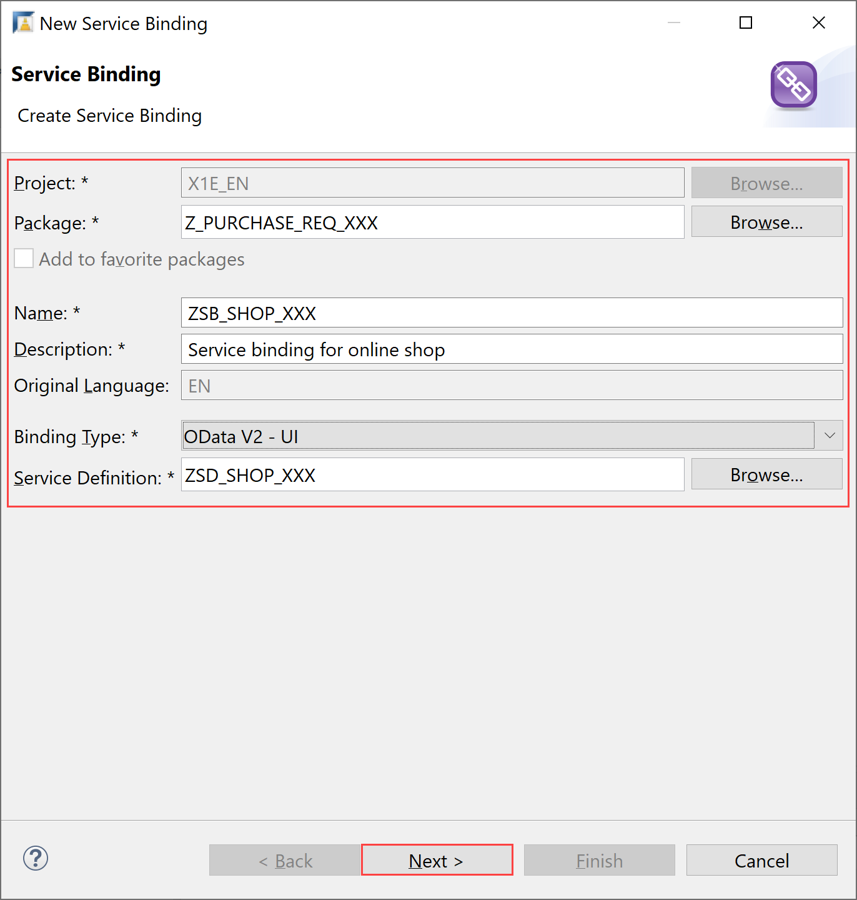 New Service Binding
Service Binding
Create Service Binding
Project: * X1E_EN Browse...
Package: * Z_PURCHASE_REQ_XXX Browse...
Add to favorite packages
Name: * ZSB_SHOP_XXX
Description: * Service binding for online shop
Original Language: EN
Binding Type: * OData V2 - UI
Service Definition: * ZSD_SHOP_XXX Browse...
? < Back Next > Finish Cancel